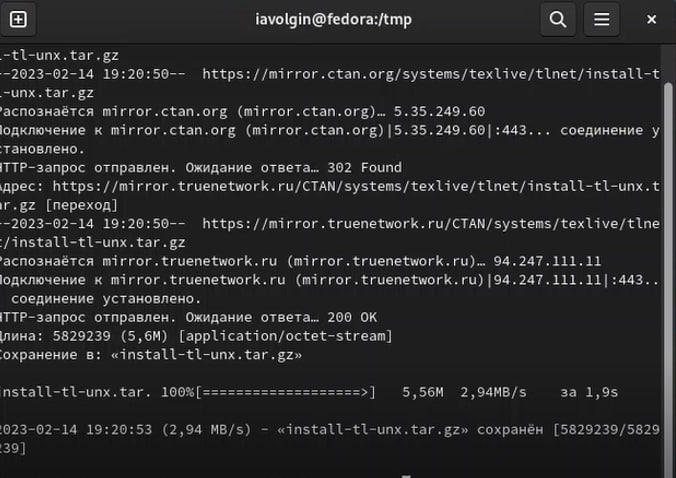 iavolgin@fedora:/tmp
-tl-unx.tar.gz
--2023-02-14 19:20:50--  https://mirror.ctan.org/systems/texlive/tlnet/install-t
l-unx.tar.gz
Распознаётся mirror.ctan.org (mirror.ctan.org)… 5.35.249.60
Подключение к mirror.ctan.org (mirror.ctan.org)|5.35.249.60|:443... соединение у
становлено.
HTTP-запрос отправлен. Ожидание ответа… 302 Found
Адрес: https://mirror.truenetwork.ru/CTAN/systems/texlive/tlnet/install-tl-unx.t
ar.gz [переход]
--2023-02-14 19:20:50--  https://mirror.truenetwork.ru/CTAN/systems/texlive/tlne
t/install-tl-unx.tar.gz
Распознаётся mirror.truenetwork.ru (mirror.truenetwork.ru)… 94.247.111.11
Подключение к mirror.truenetwork.ru (mirror.truenetwork.ru)|94.247.111.11|:443..
 соединение установлено.
HTTP-запрос отправлен. Ожидание ответа… 200 OK
Длина: 5829239 (5,6M) [application/octet-stream]
Сохранение в: «install-tl-unx.tar.gz»
install-tl-unx.tar. 100%[===================>]   5,56M  2,94MB/s    за 1,9s
2023-02-14 19:20:53 (2,94 MB/s) - «install-tl-unx.tar.gz» сохранён [5829239/5829
239]